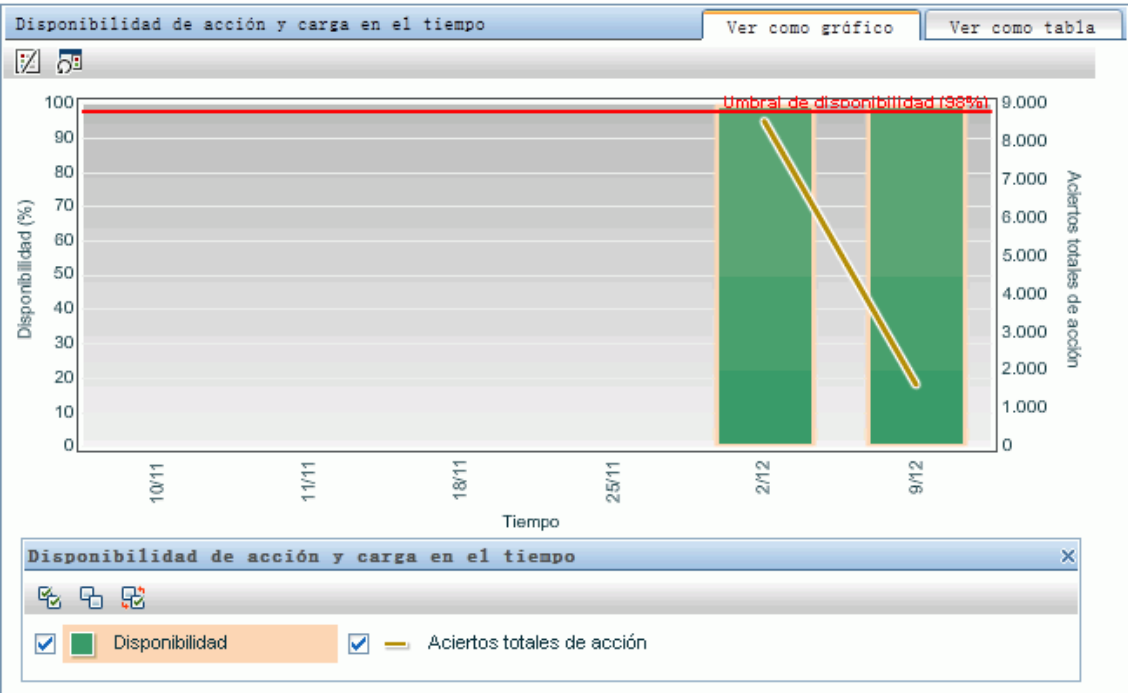 Disponibilidad de acción y carga en el tiempo
Ver como gráfico
Ver como tabla
Umbral de disponibilidad (98%)
100
90
80
70
60
50
40
30
20
10
0
Disponibilidad (%)
9.000
8.000
7.000
6.000
5.000
4.000
3.000
2.000
1.000
0
Aciertos totales de acción
10/11
11/11
18/11
25/11
2/12
9/12
Tiempo
Disponibilidad de acción y carga en el tiempo
Disponibilidad
Aciertos totales de acción